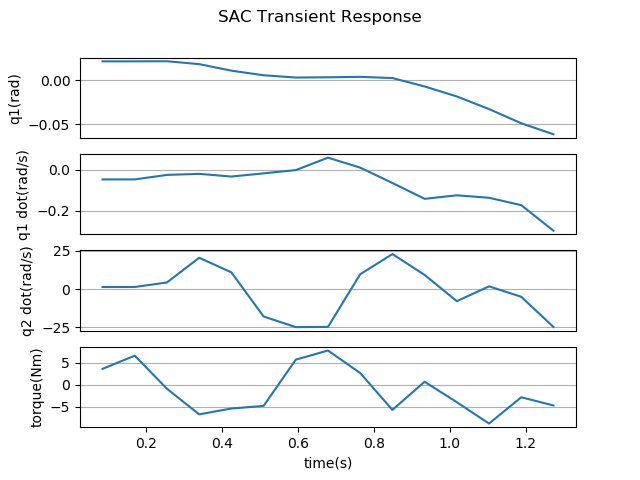 SAC Transient Response
q1(rad)
0.00
−0.05
q1 dot(rad/s)
0.0
−0.2
q2 dot(rad/s)
25
0
−25
torque(Nm)
5
0
−5
0.2 0.4 0.6 0.8 1.0 1.2
time(s)